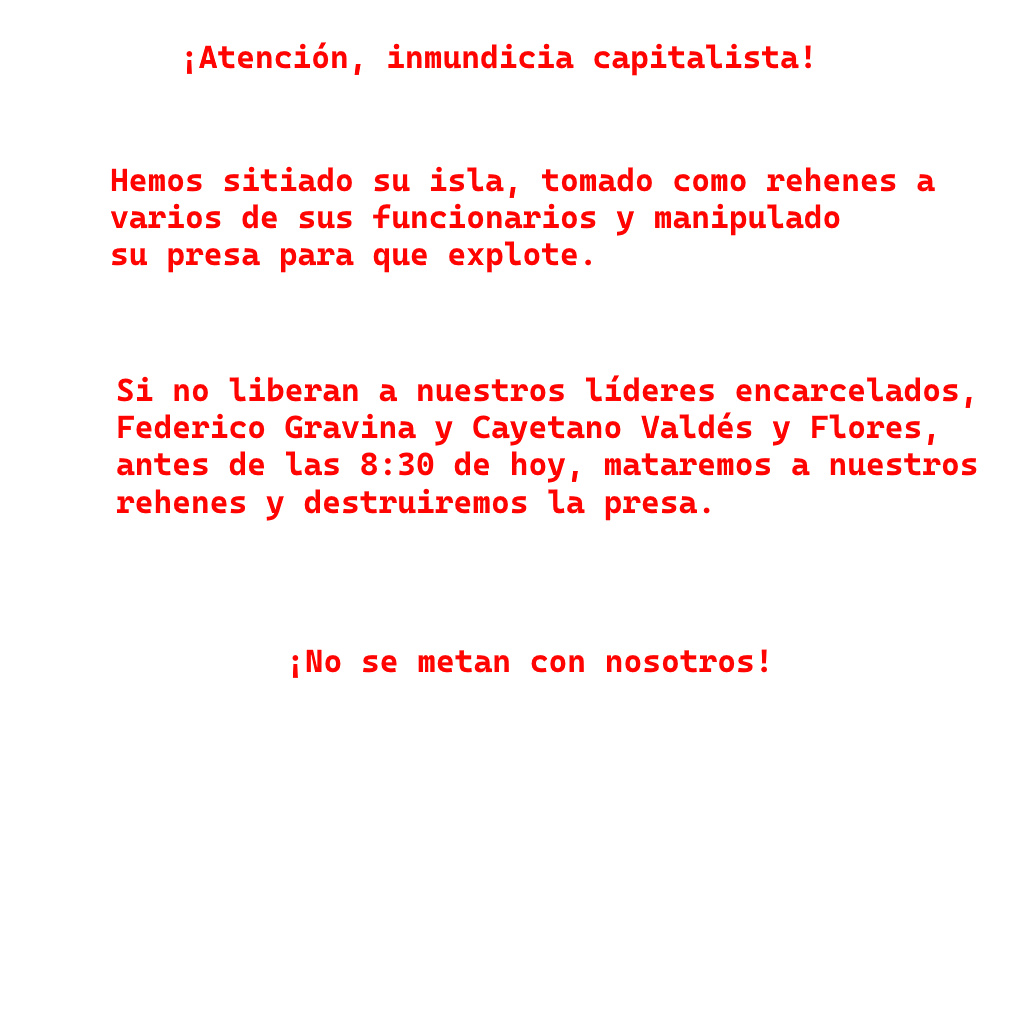 ¡Atención, inmundicia capitalista!
Hemos sitiado su isla, tomado como rehenes a
varios de sus funcionarios y manipulado
su presa para que explote.
Si no liberan a nuestros líderes encarcelados,
Federico Gravina y Cayetano Valdés y Flores,
antes de las 8:30 de hoy, mataremos a nuestros
rehenes y destruiremos la presa.
¡No se metan con nosotros!